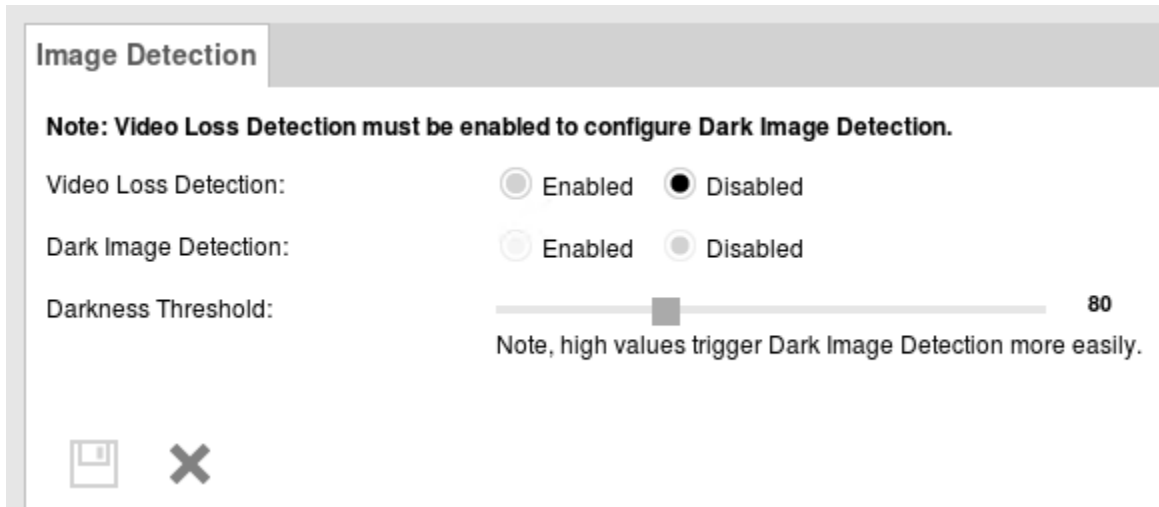 Image Detection
Note: Video Loss Detection must be enabled to configure Dark Image Detection.
Video Loss Detection: Enabled Disabled
Dark Image Detection: Enabled Disabled
Darkness Threshold: 80
Note, high values trigger Dark Image Detection more easily.